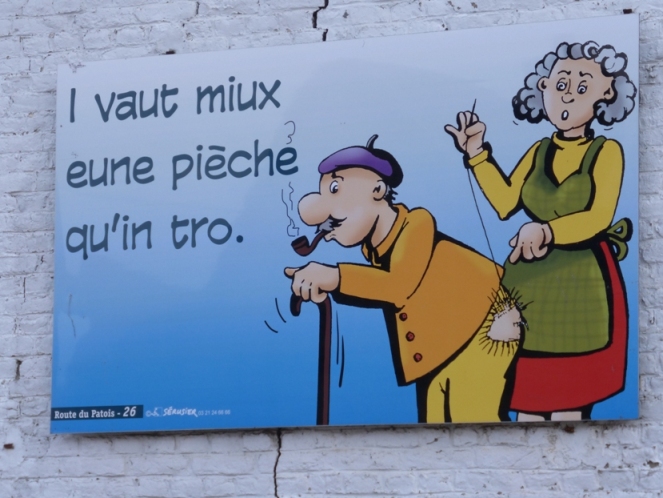 I vaut miux
eune pièche
qu'in tro.
Route du Patois - 26